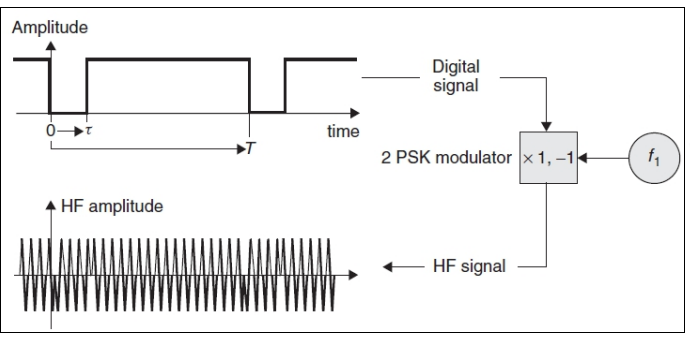 Amplitude
Digital
signal
0
τ
time
T
2 PSK modulator
× 1, −1
f₁
HF amplitude
HF signal